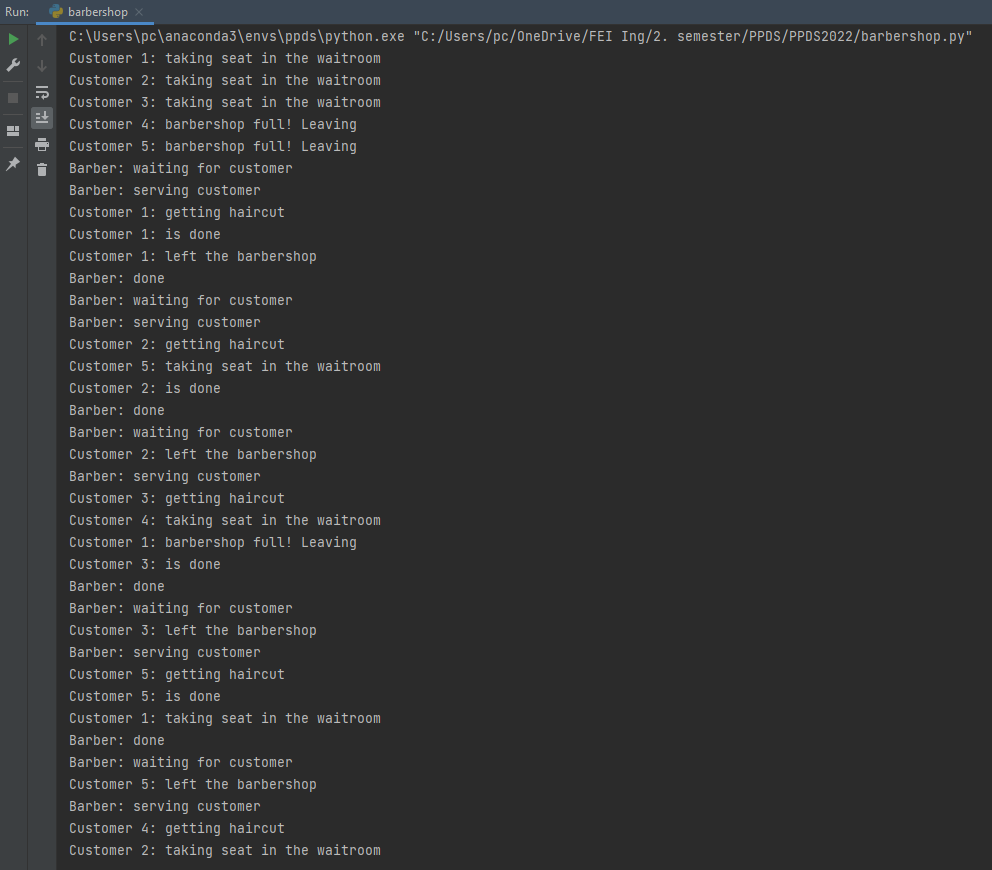 Run: barbershop
C:\Users\pc\anaconda3\envs\ppds\python.exe "C:/Users/pc/OneDrive/FEI Ing/2. semester/PPDS/PPDS2022/barbershop.py"
Customer 1: taking seat in the waitroom
Customer 2: taking seat in the waitroom
Customer 3: taking seat in the waitroom
Customer 4: barbershop full! Leaving
Customer 5: barbershop full! Leaving
Barber: waiting for customer
Barber: serving customer
Customer 1: getting haircut
Customer 1: is done
Customer 1: left the barbershop
Barber: done
Barber: waiting for customer
Barber: serving customer
Customer 2: getting haircut
Customer 5: taking seat in the waitroom
Customer 2: is done
Barber: done
Barber: waiting for customer
Customer 2: left the barbershop
Barber: serving customer
Customer 3: getting haircut
Customer 4: taking seat in the waitroom
Customer 1: barbershop full! Leaving
Customer 3: is done
Barber: done
Barber: waiting for customer
Customer 3: left the barbershop
Barber: serving customer
Customer 5: getting haircut
Customer 5: is done
Customer 1: taking seat in the waitroom
Barber: done
Barber: waiting for customer
Customer 5: left the barbershop
Barber: serving customer
Customer 4: getting haircut
Customer 2: taking seat in the waitroom